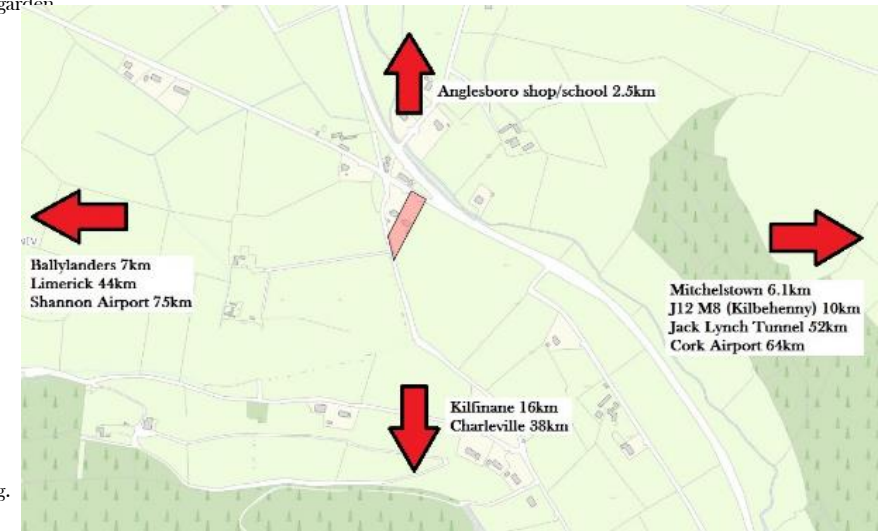 garden
Anglesboro shop/school 2.5km
Ballylanders 7km
Limerick 44km
Shannon Airport 75km
Mitchelstown 6.1km
J12 M8 (Kilbehenny) 10km
Jack Lynch Tunnel 52km
Cork Airport 64km
Kilfinane 16km
Charleville 38km
g.